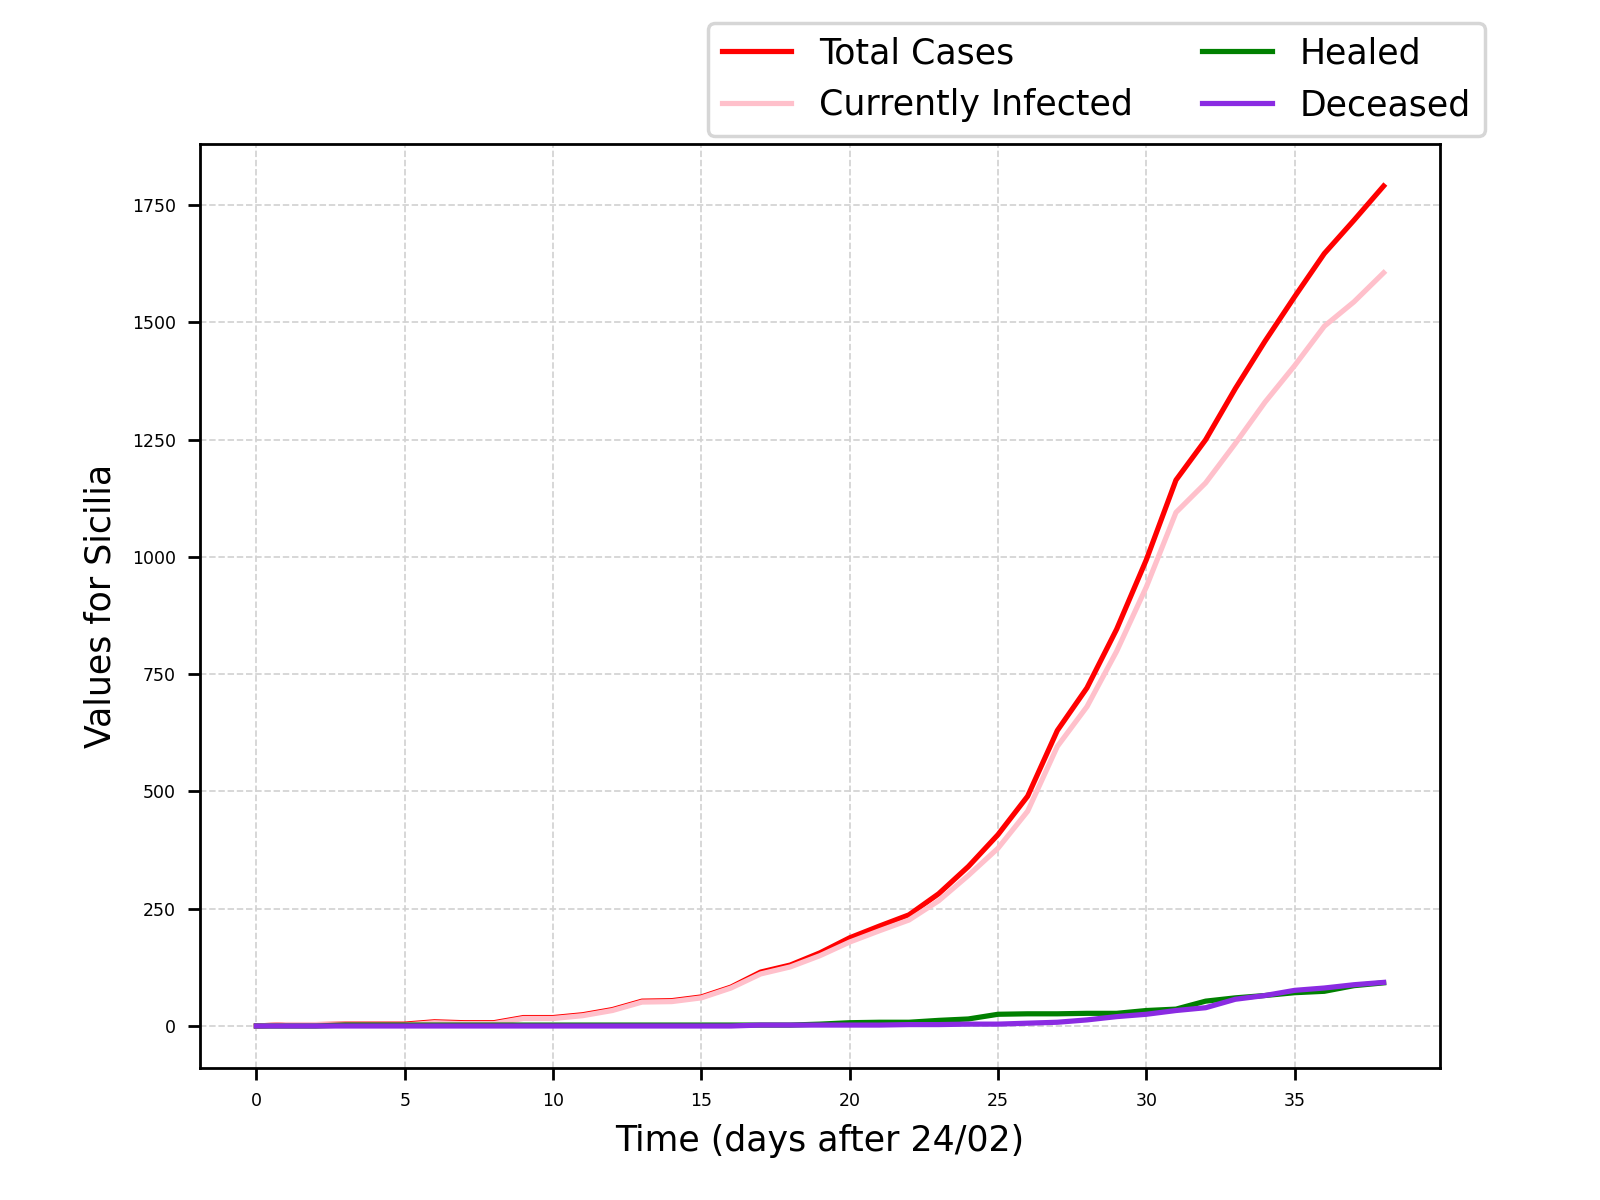 Total Cases
Currently Infected
Healed
Deceased
1750
1500
1250
1000
750
500
250
0
Values for Sicilia
0 5 10 15 20 25 30 35
Time (days after 24/02)